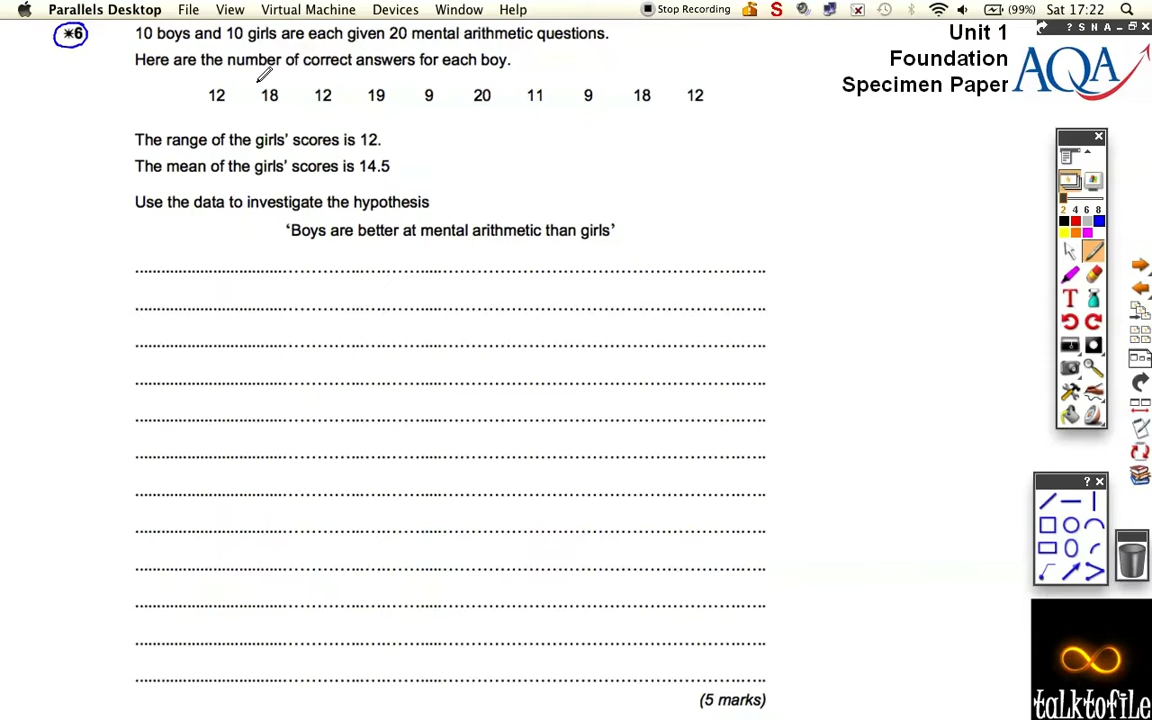 Parallels Desktop File View Virtual Machine Devices Window Help Stop Recording S (99%) Sat 17:22
*6 10 boys and 10 girls are each given 20 mental arithmetic questions.
Here are the number of correct answers for each boy.
12 18 12 19 9 20 11 9 18 12
The range of the girls' scores is 12.
The mean of the girls' scores is 14.5
Use the data to investigate the hypothesis
‘Boys are better at mental arithmetic than girls’
(5 marks)
Unit 1
Foundation
Specimen Paper
AQA
? S N A
2 4 6 8
T
?
talktofile